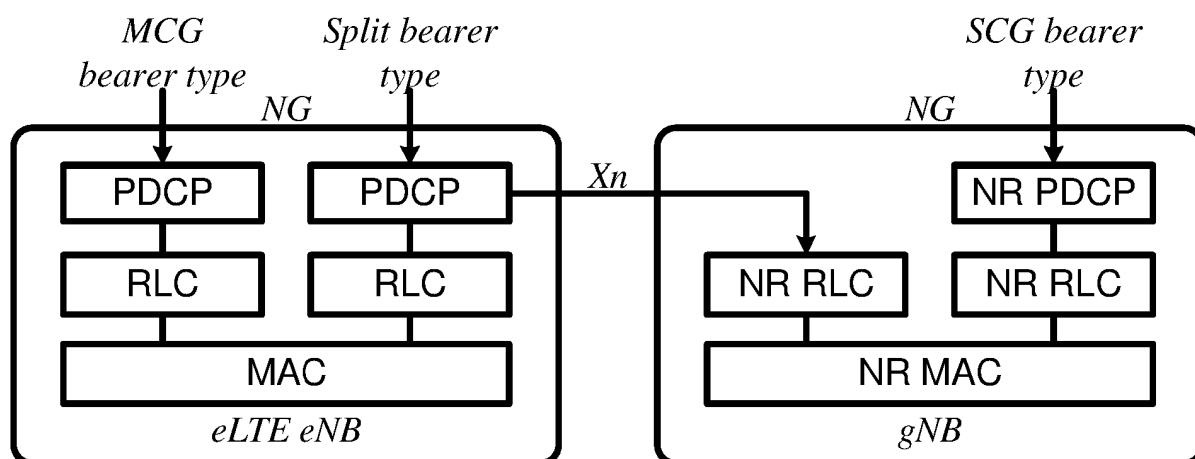 MCG
bearer type
Split bearer
type
SCG bearer
type
NG
NG
PDCP
PDCP
Xn
NR PDCP
RLC
RLC
NR RLC
NR RLC
MAC
NR MAC
eLTE eNB
gNB